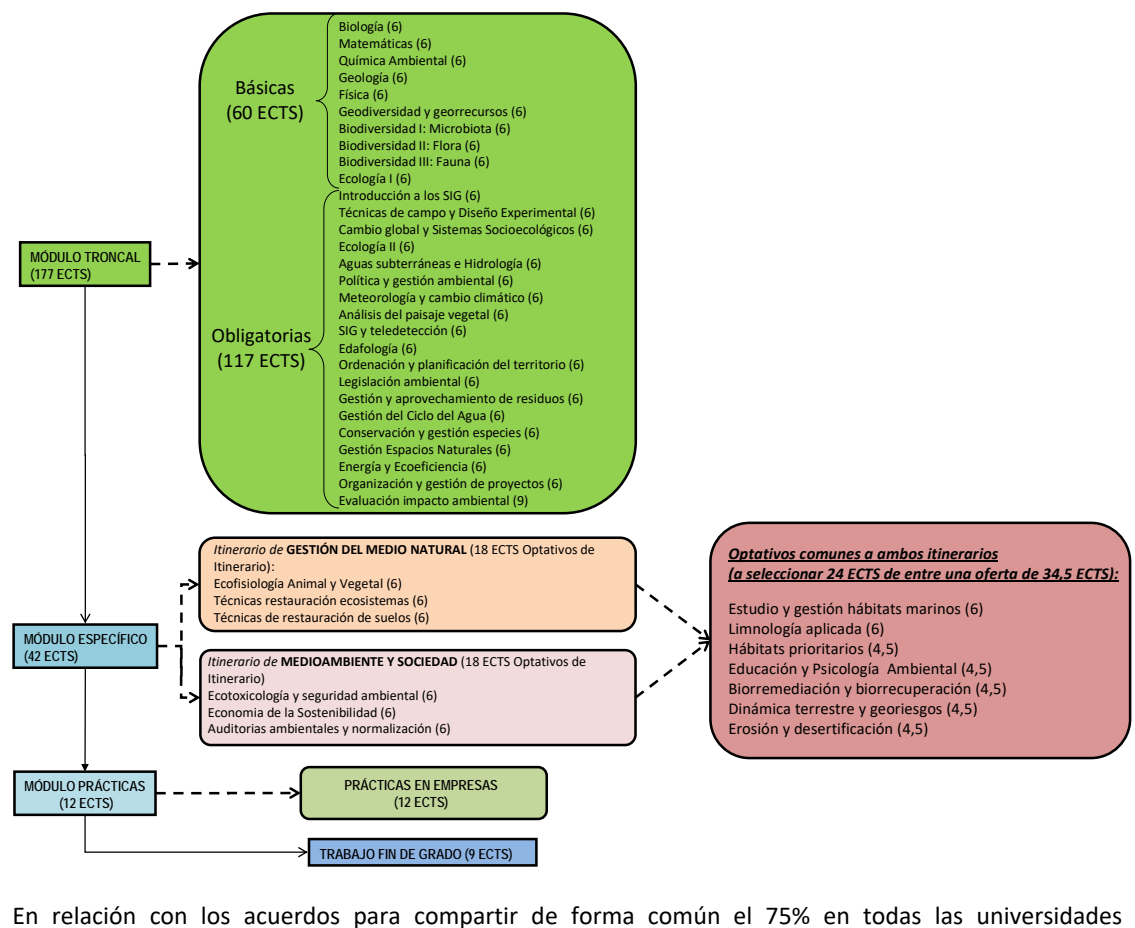 Básicas
(60 ECTS)
Biología (6)
Matemáticas (6)
Química Ambiental (6)
Geología (6)
Física (6)
Geodiversidad y georrecursos (6)
Biodiversidad I: Microbiota (6)
Biodiversidad II: Flora (6)
Biodiversidad III: Fauna (6)
Ecología I (6)
MÓDULO TRONCAL
(177 ECTS)
Obligatorias
(117 ECTS)
Introducción a los SIG (6)
Técnicas de campo y Diseño Experimental (6)
Cambio global y Sistemas Socioecológicos (6)
Ecología II (6)
Aguas subterráneas e Hidrología (6)
Política y gestión ambiental (6)
Meteorología y cambio climático (6)
Análisis del paisaje vegetal (6)
SIG y teledetección (6)
Edafología (6)
Ordenación y planificación del territorio (6)
Legislación ambiental (6)
Gestión y aprovechamiento de residuos (6)
Gestión del Ciclo del Agua (6)
Conservación y gestión especies (6)
Gestión Espacios Naturales (6)
Energía y Ecoeficiencia (6)
Organización y gestión de proyectos (6)
Evaluación impacto ambiental (9)
MÓDULO ESPECÍFICO
(42 ECTS)
Itinerario de GESTIÓN DEL MEDIO NATURAL (18 ECTS Optativos de
Itinerario):
Ecofisiología Animal y Vegetal (6)
Técnicas restauración ecosistemas (6)
Técnicas de restauración de suelos (6)
Itinerario de MEDIOAMBIENTE Y SOCIEDAD (18 ECTS Optativos de
Itinerario)
Ecotoxicología y seguridad ambiental (6)
Economia de la Sostenibilidad (6)
Auditorias ambientales y normalización (6)
Optativos comunes a ambos itinerarios
(a seleccionar 24 ECTS de entre una oferta de 34,5 ECTS):
Estudio y gestión hábitats marinos (6)
Limnología aplicada (6)
Hábitats prioritarios (4,5)
Educación y Psicología Ambiental (4,5)
Biorremediación y biorrecuperación (4,5)
Dinámica terrestre y georiesgos (4,5)
Erosión y desertificación (4,5)
MÓDULO PRÁCTICAS
(12 ECTS)
PRÁCTICAS EN EMPRESAS
(12 ECTS)
TRABAJO FIN DE GRADO (9 ECTS)
En relación con los acuerdos para compartir de forma común el 75% en todas las universidades